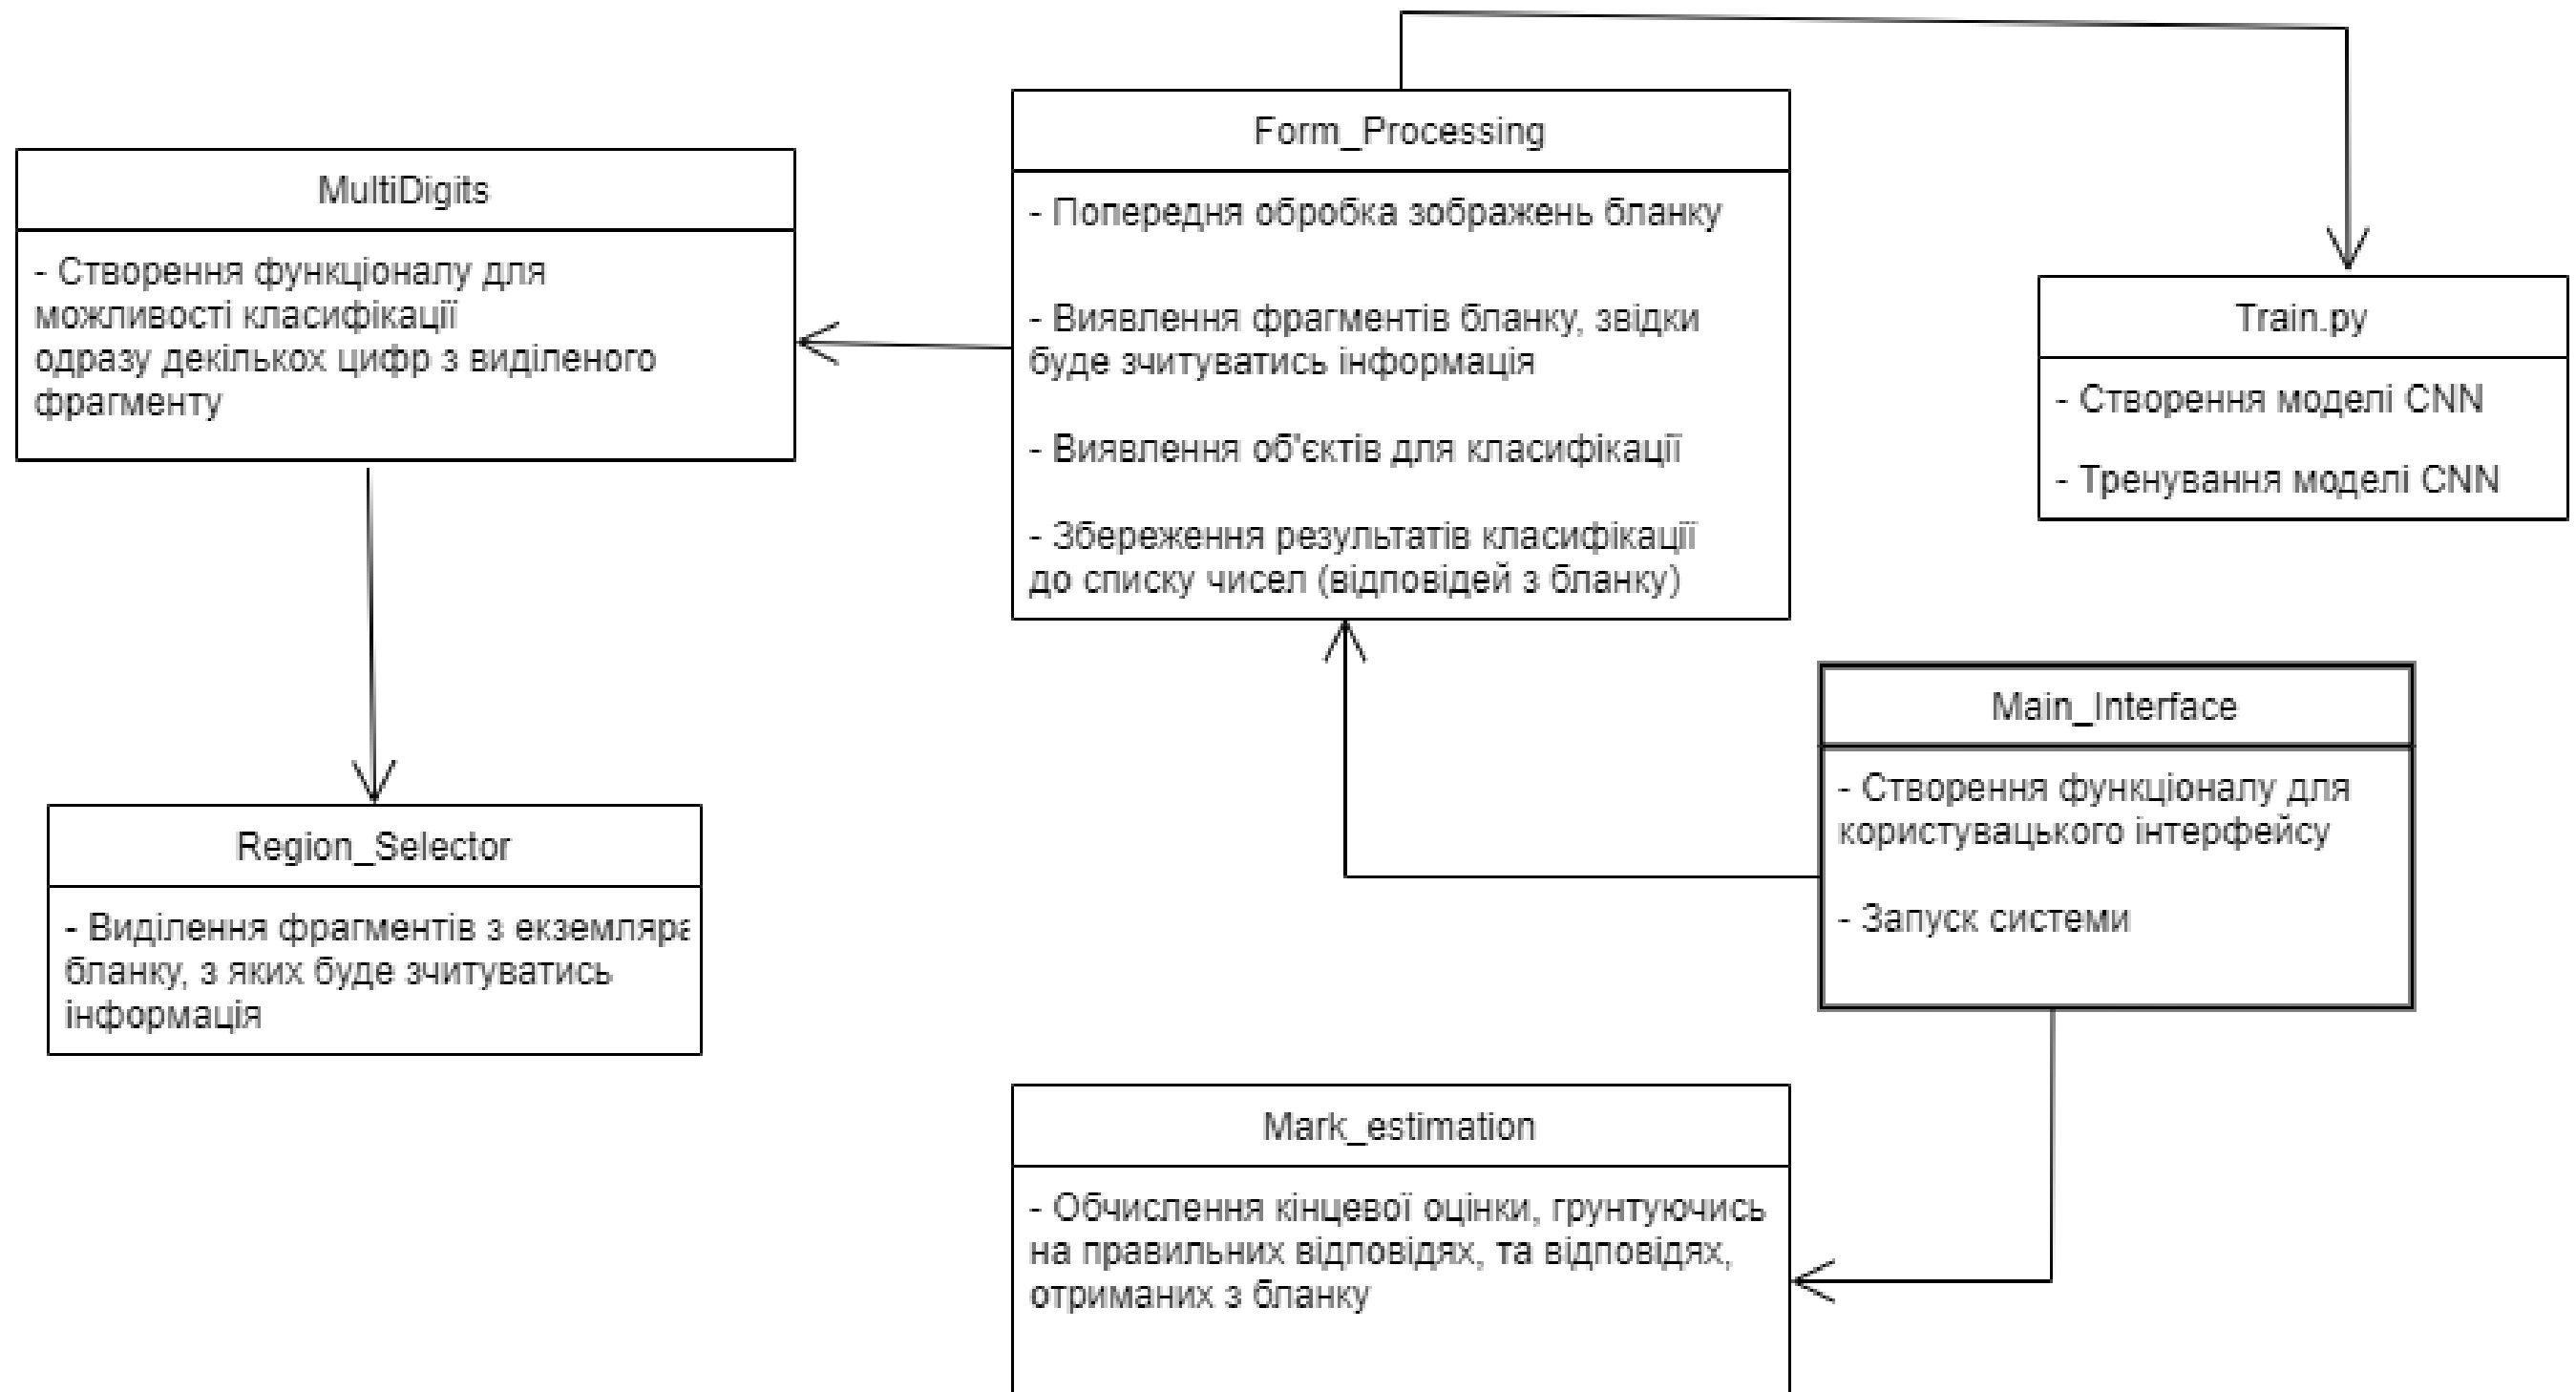 Form_Processing
- Попередня обробка зображень бланку
- Виявлення фрагментів бланку, звідки
буде зчитуватись інформація
- Виявлення об'єктів для класифікації
- Збереження результатів класифікації
до списку чисел (відповідей з бланку)
MultiDigits
- Створення функціоналу для
можливості класифікації
одразу декількох цифр з виділеного
фрагменту
Train.py
- Створення моделі CNN
- Тренування моделі CNN
Main_Interface
- Створення функціоналу для
користувацького інтерфейсу
- Запуск системи
Region_Selector
- Виділення фрагментів з екземпляра
бланку, з яких буде зчитуватись
інформація
Mark_estimation
- Обчислення кінцевої оцінки, грунтуючись
на правильних відповідях, та відповідях,
отриманих з бланку